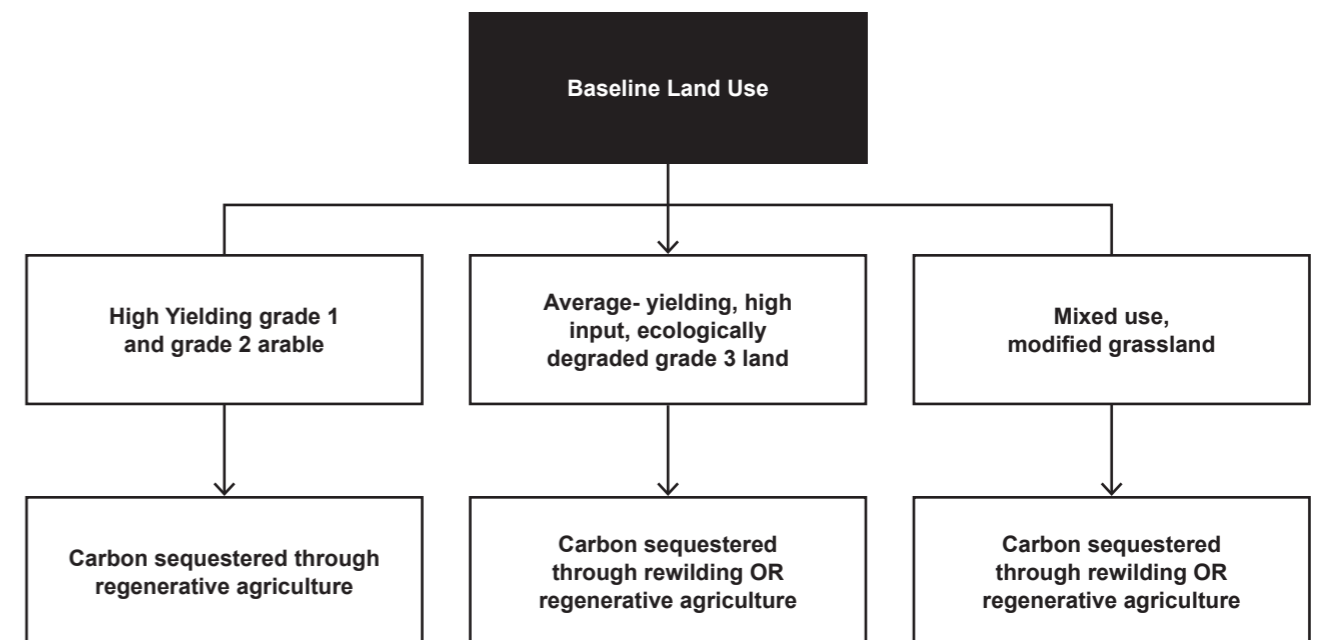 Baseline Land Use
High Yielding grade 1
and grade 2 arable
Average- yielding, high
input, ecologically
degraded grade 3 land
Mixed use,
modified grassland
Carbon sequestered through
regenerative agriculture
Carbon sequestered
through rewilding OR
regenerative agriculture
Carbon sequestered
through rewilding OR
regenerative agriculture